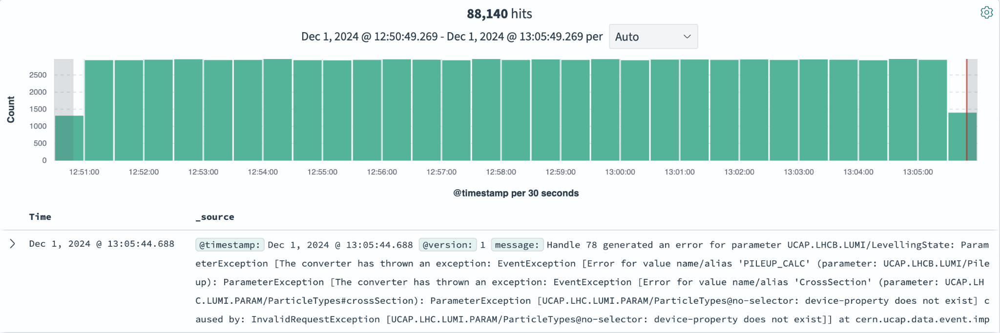 88,140 hits
Dec 1, 2024 @ 12:50:49.269 - Dec 1, 2024 @ 13:05:49.269 per Auto
Count
2500
2000
1500
1000
500
0
12:51:00 12:52:00 12:53:00 12:54:00 12:55:00 12:56:00 12:57:00 12:58:00 12:59:00 13:00:00 13:01:00 13:02:00 13:03:00 13:04:00 13:05:00
@timestamp per 30 seconds
Time _source
Dec 1, 2024 @ 13:05:44.688 @timestamp: Dec 1, 2024 @ 13:05:44.688 @version: 1 message: Handle 78 generated an error for parameter UCAP.LHCB.LUMI/LevellingState: Param
eterException [The converter has thrown an exception: EventException [Error for value name/alias 'PILEUP_CALC' (parameter: UCAP.LHCB.LUMI/Pile
up): ParameterException [The converter has thrown an exception: EventException [Error for value name/alias 'CrossSection' (parameter: UCAP.LH
C.LUMI.PARAM/ParticleTypes#crossSection): ParameterException [UCAP.LHC.LUMI.PARAM/ParticleTypes@no-selector: device-property does not exist] c
aused by: InvalidRequestException [UCAP.LHC.LUMI.PARAM/ParticleTypes@no-selector: device-property does not exist]] at cern.ucap.data.event.imp